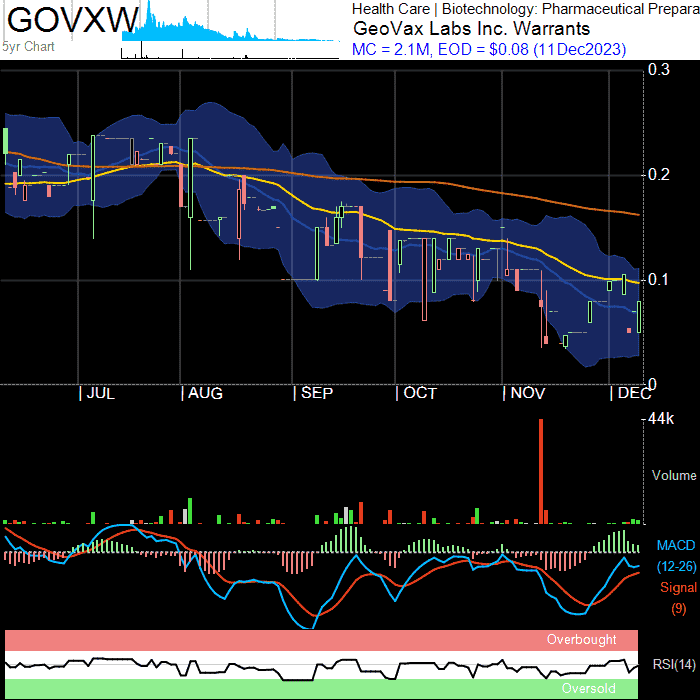 GOVXW
5yr Chart
Health Care | Biotechnology: Pharmaceutical Prepara
GeoVax Labs Inc. Warrants
MC = 2.1M, EOD = $0.08 (11Dec2023)
0.3
0.2
0.1
0
| JUL | AUG | SEP | OCT | NOV | DEC
44k
Volume
MACD
(12-26)
Signal
(9)
Overbought
RSI(14)
Oversold